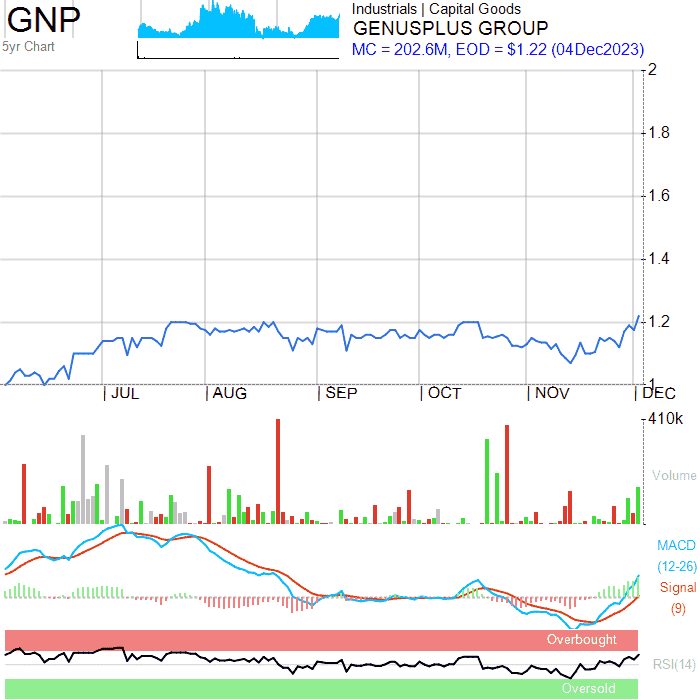 GNP
5yr Chart
Industrials | Capital Goods
GENUSPLUS GROUP
MC = 202.6M, EOD = $1.22 (04Dec2023)
2
1.8
1.6
1.4
1.2
1
JUL AUG SEP OCT NOV DEC
410k
Volume
MACD
(12-26)
Signal
(9)
Overbought
RSI(14)
Oversold